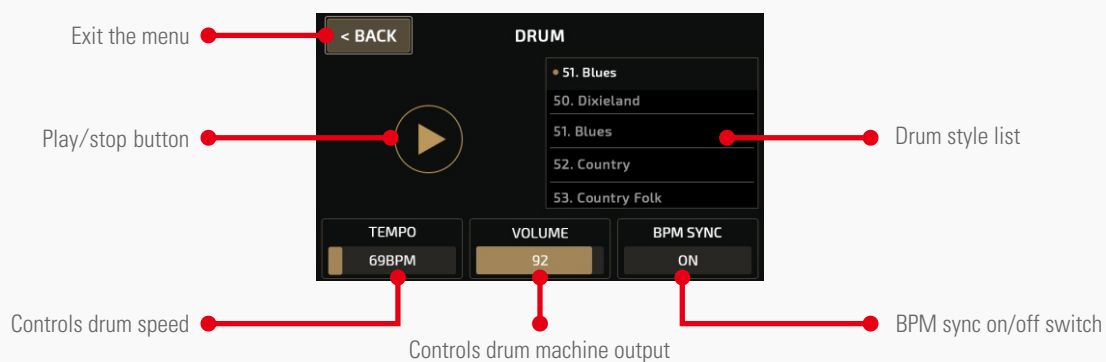 Exit the menu
< BACK
DRUM
51. Blues
50. Dixieland
Play/stop button
51. Blues
Drum style list
52. Country
53. Country Folk
TEMPO
VOLUME
BPM SYNC
69BPM
92
ON
Controls drum speed
BPM sync on/off switch
Controls drum machine output